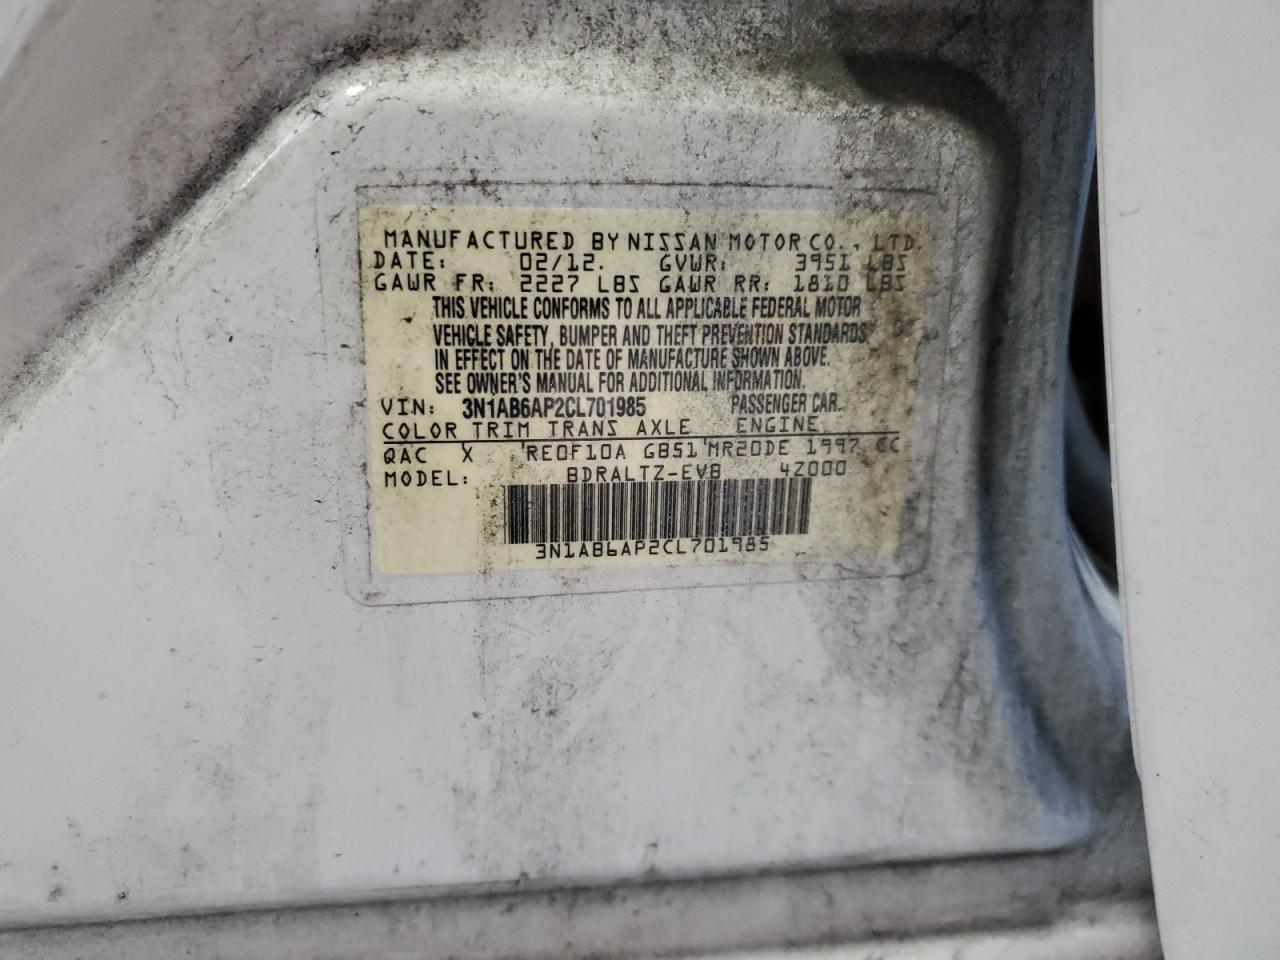 MANUFACTURED BY NISSAN MOTOR CO., LTD.
DATE: 02/12. GVWR: 3951 LBS
GAWR FR: 2227 LBS GAWR RR: 1810 LBS
THIS VEHICLE CONFORMS TO ALL APPLICABLE FEDERAL MOTOR
VEHICLE SAFETY, BUMPER AND THEFT PREVENTION STANDARDS
IN EFFECT ON THE DATE OF MANUFACTURE SHOWN ABOVE.
SEE OWNER'S MANUAL FOR ADDITIONAL INFORMATION.
VIN: 3N1AB6AP2CL701985 PASSENGER CAR.
COLOR TRIM TRANS AXLE ENGINE
QAC X RE0F10A GB51 MR20DE 1997 CC
MODEL: BDRALTZ-EVB 4Z000
3N1AB6AP2CL701985